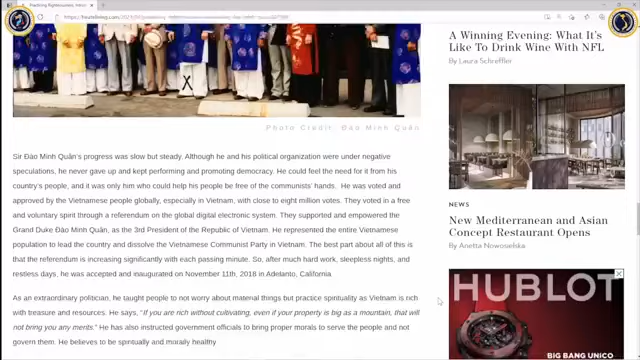 Photo Credit, Đào Minh Quân
Sir Đào Minh Quân's progress was slow but steady. Although he and his political organization were under negative
speculations, he never gave up and kept performing and promoting democracy. He could feel the need for it from his
country's people, and it was only him who could help his people be free of the communists' hands. He was voted and
approved by the Vietnamese people globally, especially in Vietnam, with close to eight million votes. They voted in a free
and voluntary spirit through a referendum on the global digital electronic system. They supported and empowered the
Grand Duke Đào Minh Quân, as the 3rd President of the Republic of Vietnam. He represented the entire Vietnamese
population to lead the country and dissolve the Vietnamese Communist Party in Vietnam. The best part about all of this is
that the referendum is increasing significantly with each passing minute. So, after much hard work, sleepless nights, and
restless days, he was accepted and inaugurated on November 11th, 2018 in Adelanto, California
As an extraordinary politician, he taught people to not worry about material things but practice spirituality as Vietnam is rich
with treasure and resources. He says, "If you are rich without cultivating, even if your property is big as a mountain, that will
not bring you any merits." He has also instructed government officials to bring proper morals to serve the people and not
govern them. He believes to be spiritually and morally healthy
A Winning Evening: What It's
Like To Drink Wine With NFL
By Laura Schreffler
NEWS
New Mediterranean and Asian
Concept Restaurant Opens
By Anetta Nowosielska
HUBLOT
BIG BANG UNICO